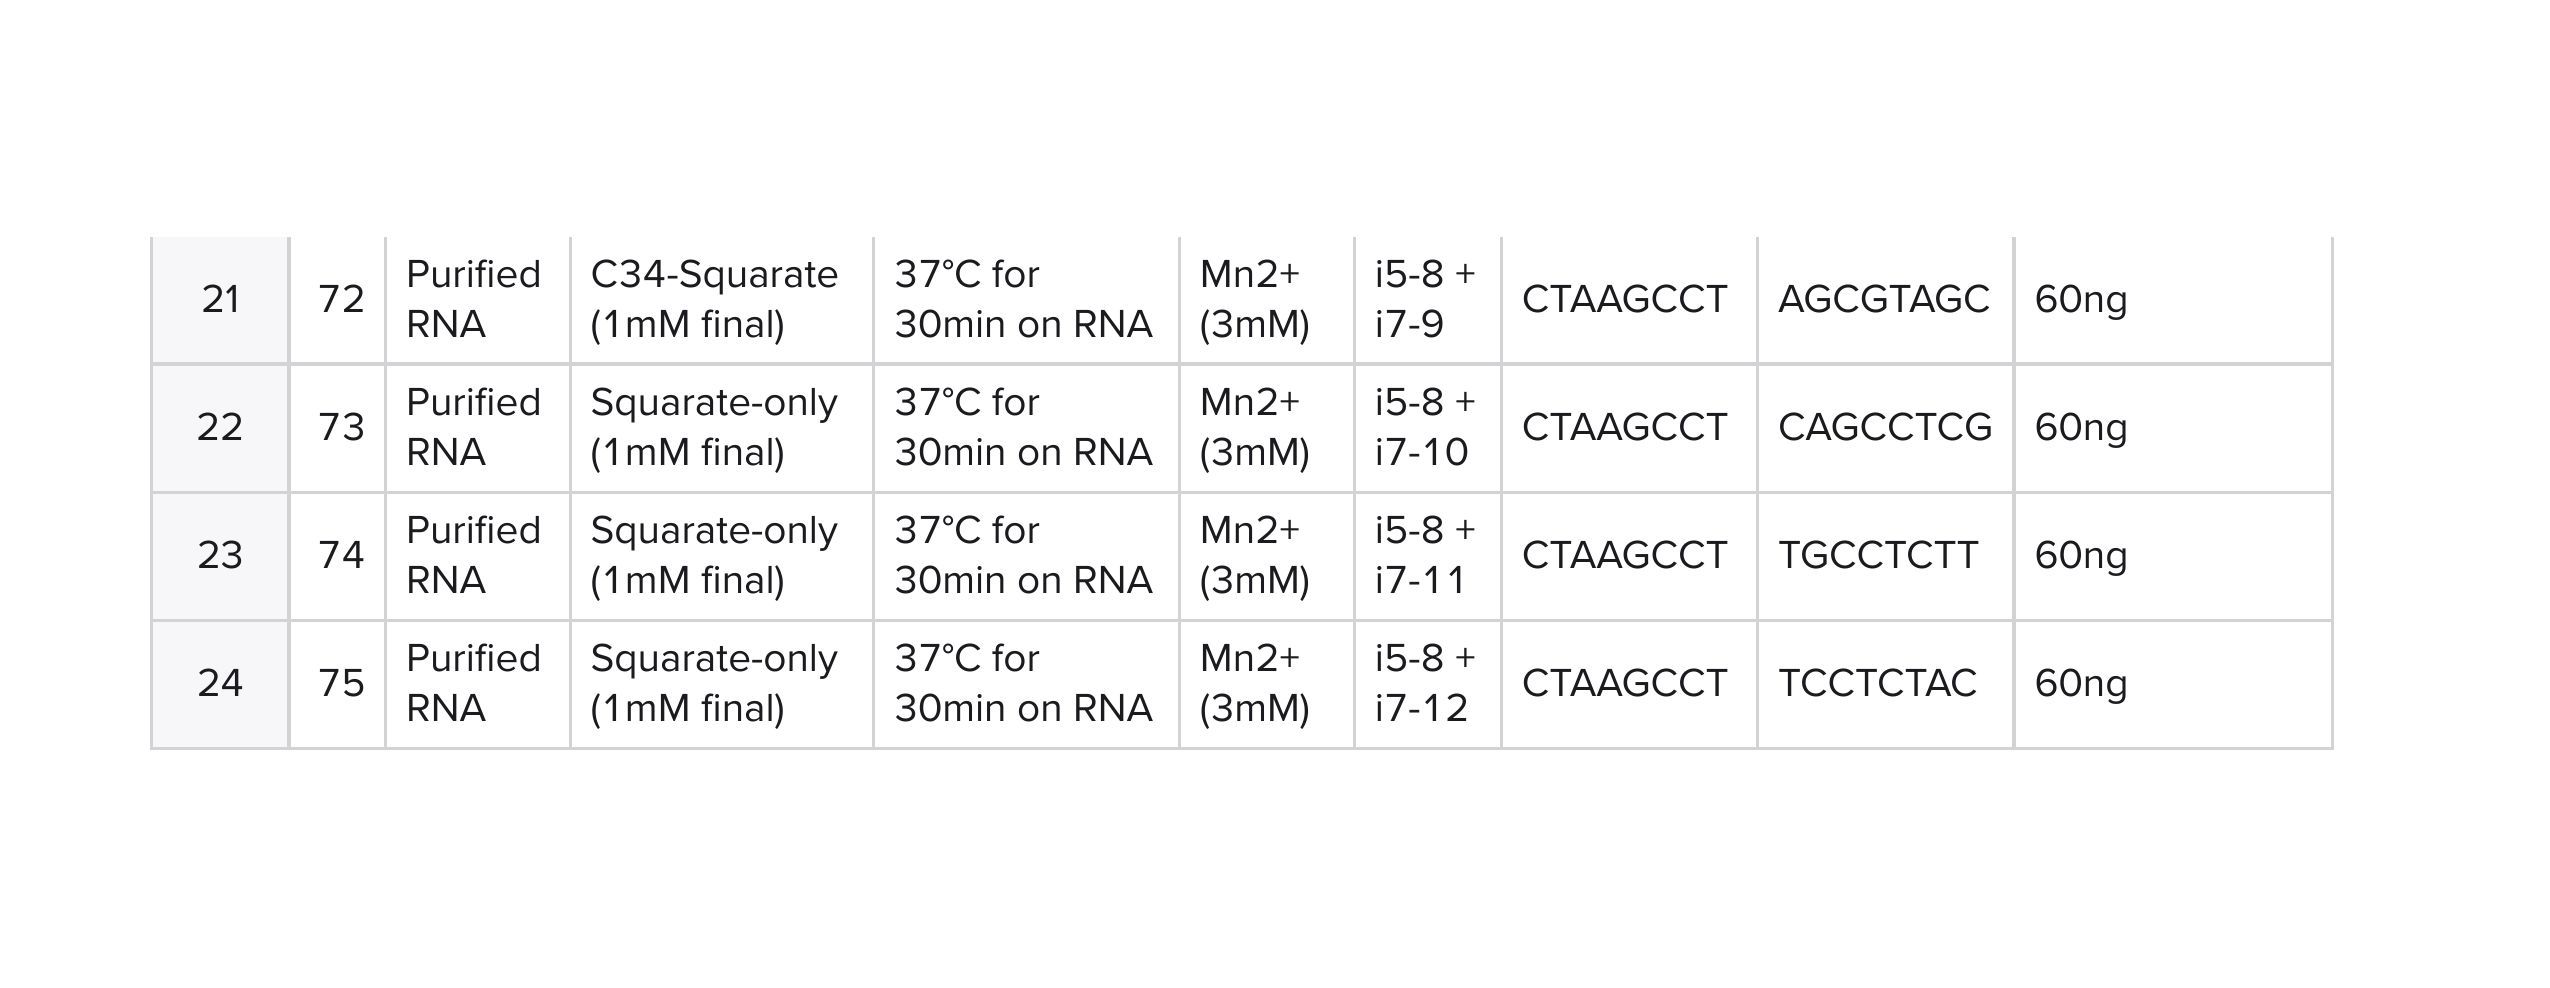 21 72 Purified RNA C34-Squarate (1mM final) 37°C for 30min on RNA Mn2+ (3mM) i5-8 + i7-9 CTAAGCCT AGCGTAGC 60ng
22 73 Purified RNA Squarate-only (1mM final) 37°C for 30min on RNA Mn2+ (3mM) i5-8 + i7-10 CTAAGCCT CAGCCTCG 60ng
23 74 Purified RNA Squarate-only (1mM final) 37°C for 30min on RNA Mn2+ (3mM) i5-8 + i7-11 CTAAGCCT TGCCTCTT 60ng
24 75 Purified RNA Squarate-only (1mM final) 37°C for 30min on RNA Mn2+ (3mM) i5-8 + i7-12 CTAAGCCT TCCTCTAC 60ng